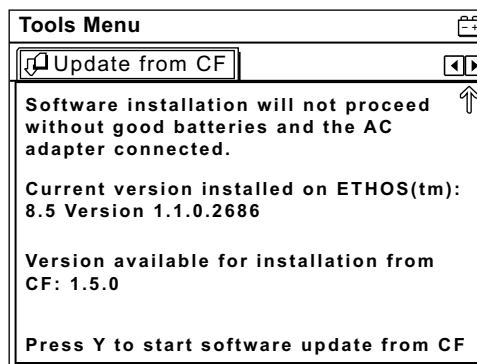 Tools Menu
Update from CF
Software installation will not proceed
without good batteries and the AC
adapter connected.
Current version installed on ETHOS(tm):
8.5 Version 1.1.0.2686
Version available for installation from
CF: 1.5.0
Press Y to start software update from CF